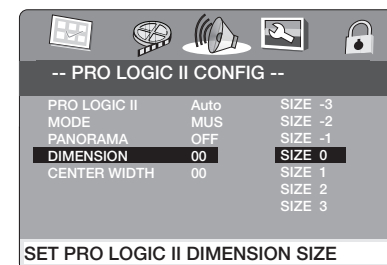 -- PRO LOGIC II CONFIG --
PRO LOGIC II Auto SIZE -3
MODE MUS SIZE -2
PANORAMA OFF SIZE -1
DIMENSION 00 SIZE 0
CENTER WIDTH 00 SIZE 1
SIZE 2
SIZE 3
SET PRO LOGIC II DIMENSION SIZE